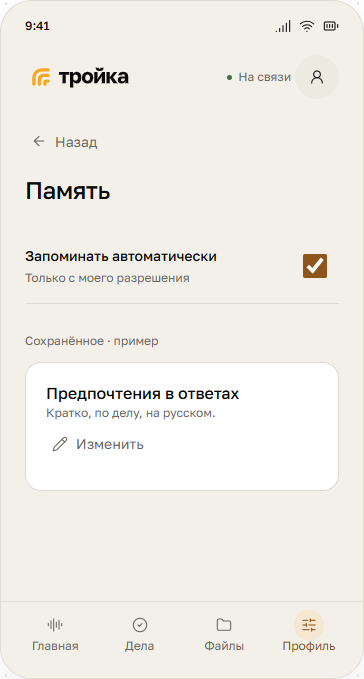 9:41
тройка
На связи
Назад
Память
Запоминать автоматически
Только с моего разрешения
Сохранённое · пример
Предпочтения в ответах
Кратко, по делу, на русском.
Изменить
Главная
Дела
Файлы
Профиль